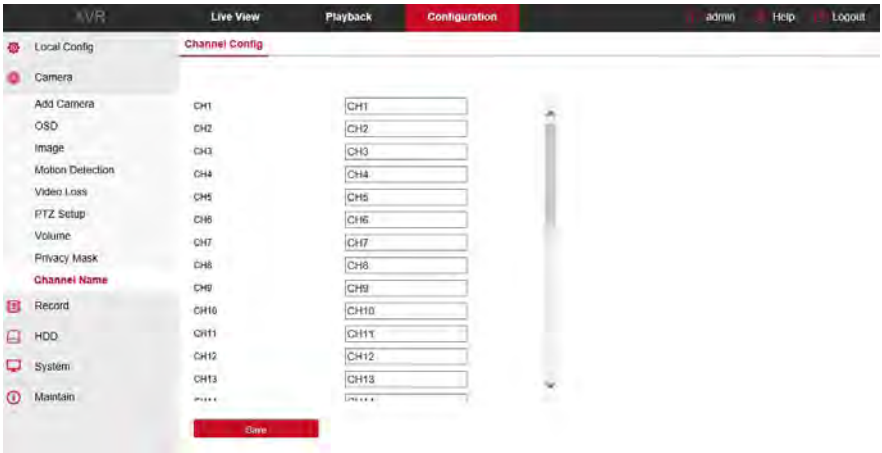 XVR Live View Playback Configuration admin Help Logout
Local Config
Channel Config
Camera
Add Camera
OSD
Image
Motion Detection
Video Loss
PTZ Setup
Volume
Privacy Mask
Channel Name
Record
HDD
System
Maintain
CH1 CH1
CH2 CH2
CH3 CH3
CH4 CH4
CH5 CH5
CH6 CH6
CH7 CH7
CH8 CH8
CH9 CH9
CH10 CH10
CH11 CH11
CH12 CH12
CH13 CH13
Save